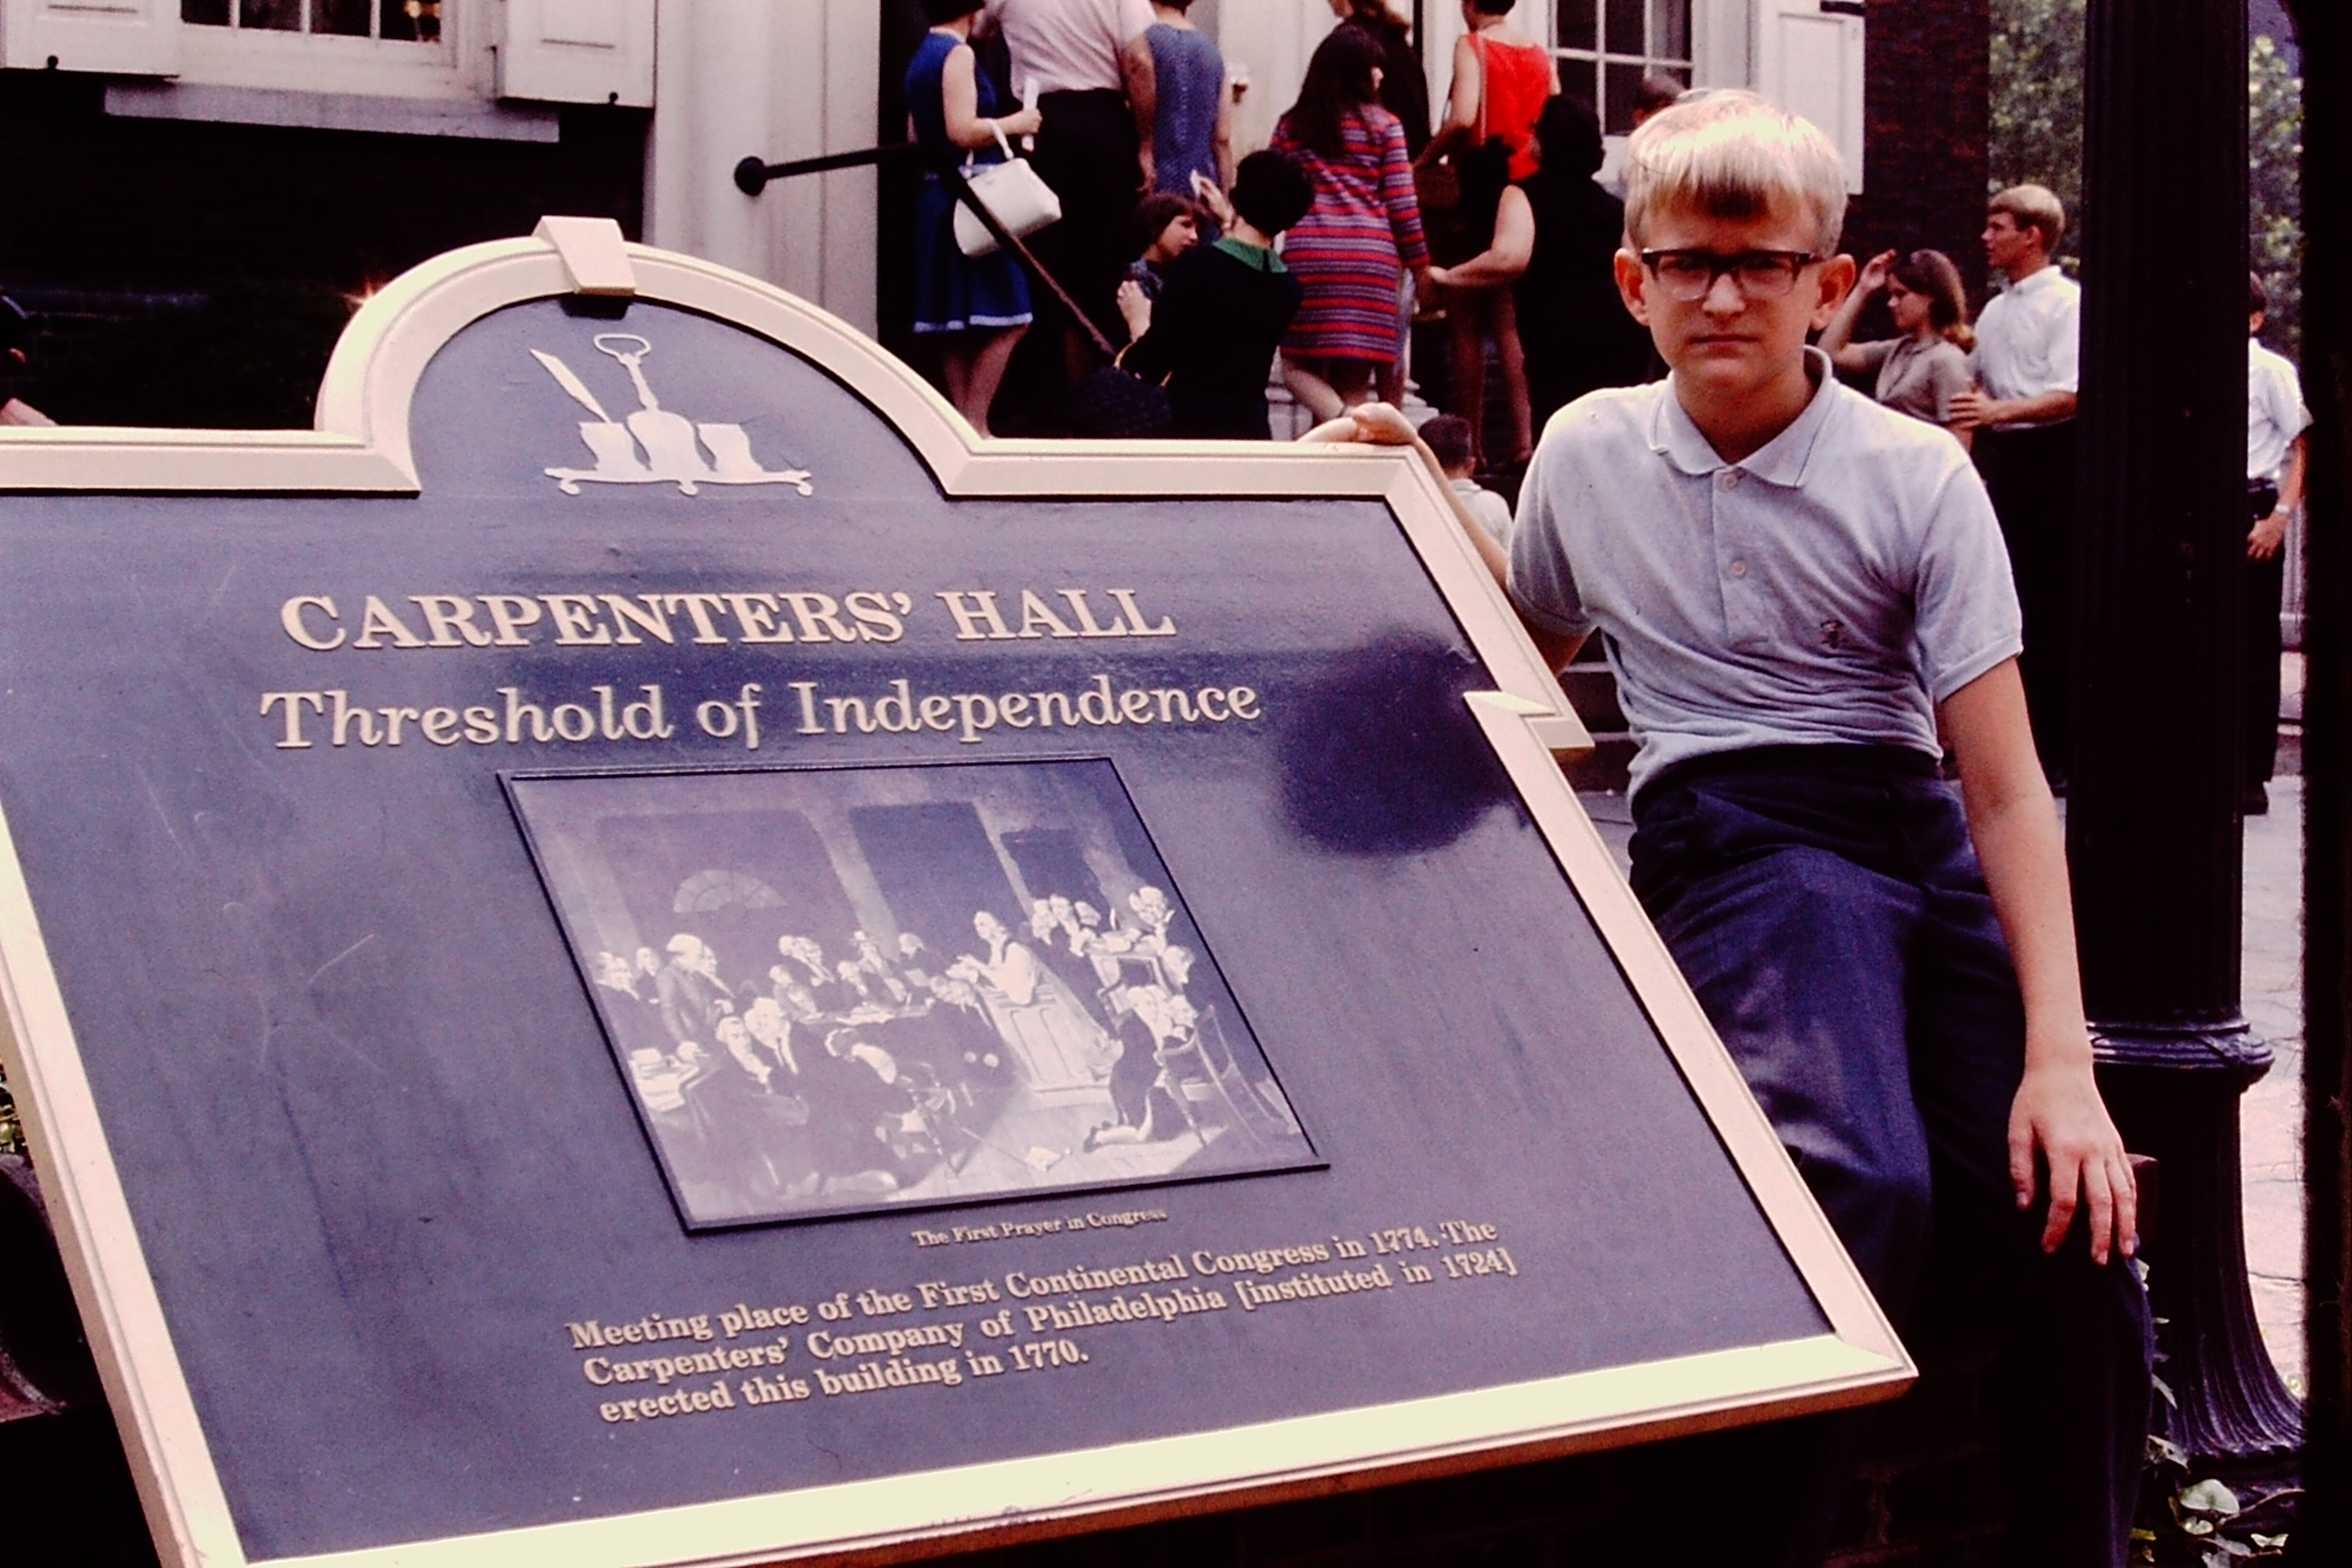 CARPENTERS' HALL
Threshold of Independence
The First Prayer in Congress
Meeting place of the First Continental Congress in 1774. The
Carpenters' Company of Philadelphia [instituted in 1724]
erected this building in 1770.